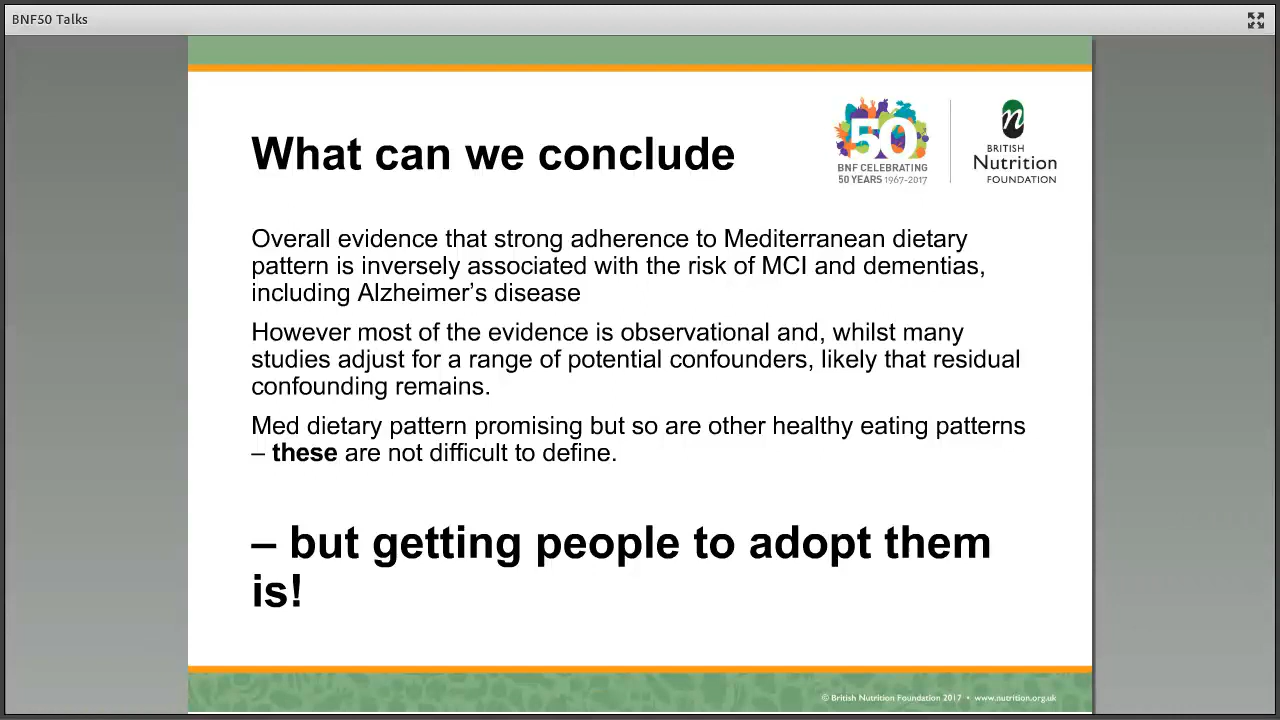 BNF50 Talks
What can we conclude
50
BNF CELEBRATING
50 YEARS 1967-2017
n
BRITISH
Nutrition
FOUNDATION
Overall evidence that strong adherence to Mediterranean dietary
pattern is inversely associated with the risk of MCI and dementias,
including Alzheimer’s disease
However most of the evidence is observational and, whilst many
studies adjust for a range of potential confounders, likely that residual
confounding remains.
Med dietary pattern promising but so are other healthy eating patterns
– these are not difficult to define.
– but getting people to adopt them
is!
© British Nutrition Foundation 2017 • www.nutrition.org.uk